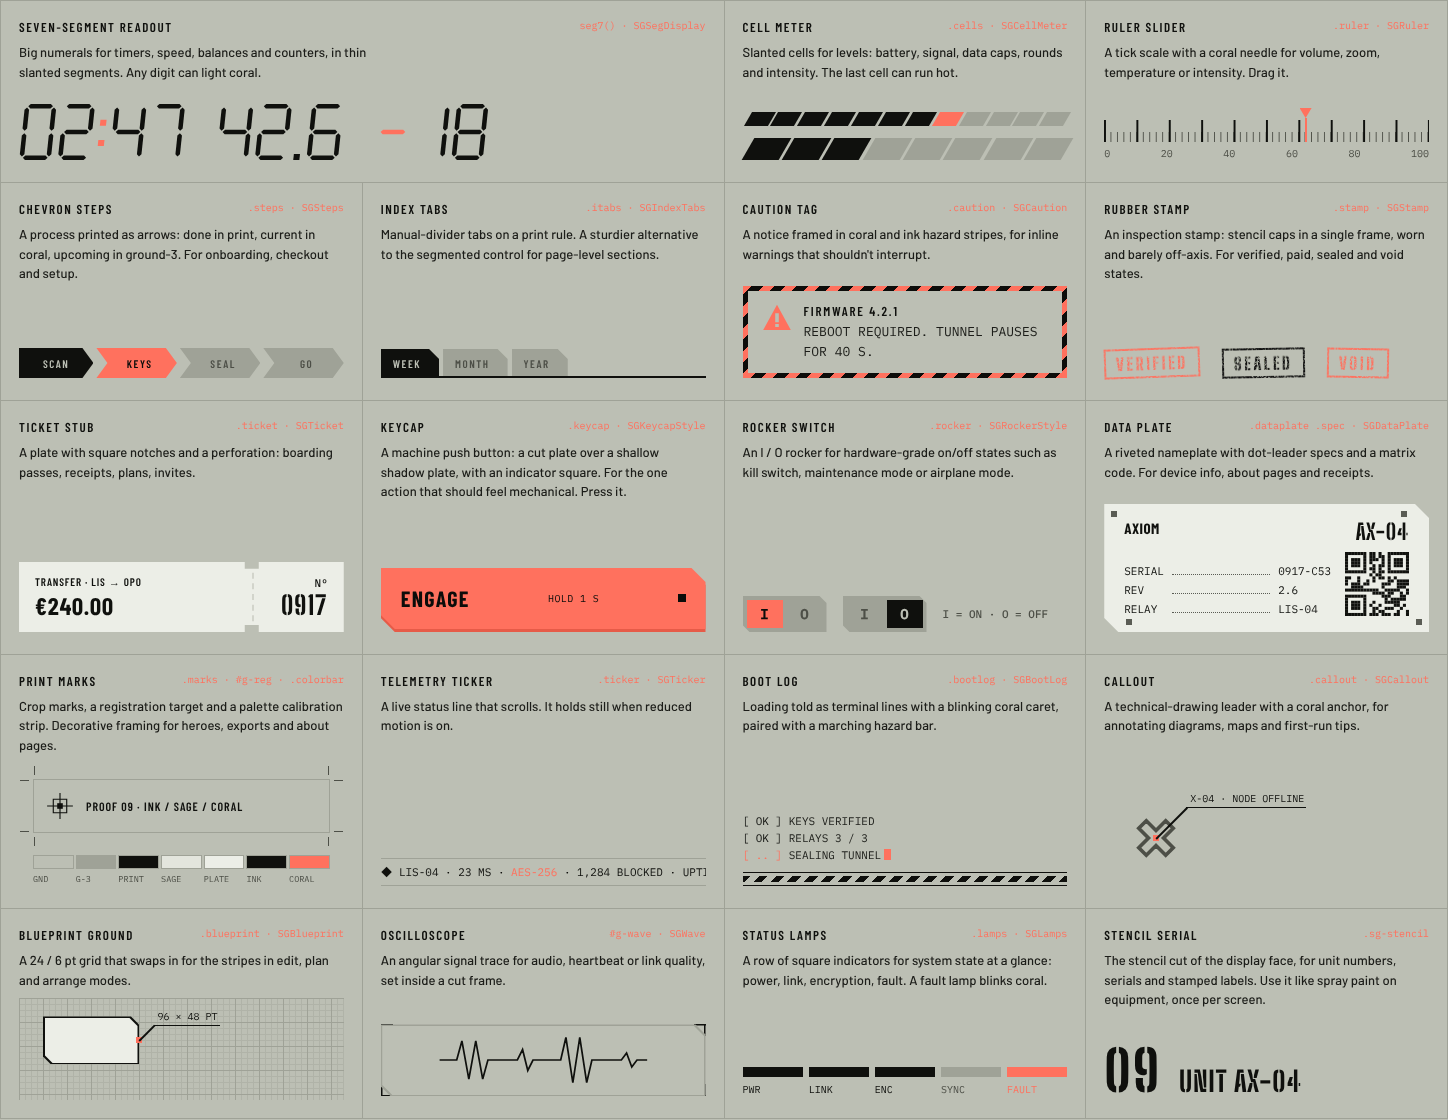 SEVEN-SEGMENT READOUT
seg7() · SGSegDisplay
Big numerals for timers, speed, balances and counters, in thin
slanted segments. Any digit can light coral.
02:47 42.6 – 18
CELL METER
.cells · SGCellMeter
Slanted cells for levels: battery, signal, data caps, rounds
and intensity. The last cell can run hot.
RULER SLIDER
.ruler · SGRuler
A tick scale with a coral needle for volume, zoom,
temperature or intensity. Drag it.
0 20 40 60 80 100
CHEVRON STEPS
.steps · SGSteps
A process printed as arrows: done in print, current in
coral, upcoming in ground-3. For onboarding, checkout
and setup.
SCAN KEYS SEAL GO
INDEX TABS
.itabs · SGIndexTabs
Manual-divider tabs on a print rule. A sturdier alternative
to the segmented control for page-level sections.
WEEK MONTH YEAR
CAUTION TAG
.caution · SGCaution
A notice framed in coral and ink hazard stripes, for inline
warnings that shouldn't interrupt.
FIRMWARE 4.2.1
REBOOT REQUIRED. TUNNEL PAUSES
FOR 40 S.
RUBBER STAMP
.stamp · SGStamp
An inspection stamp: stencil caps in a single frame, worn
and barely off-axis. For verified, paid, sealed and void
states.
VERIFIED SEALED VOID
TICKET STUB
.ticket · SGTicket
A plate with square notches and a perforation: boarding
passes, receipts, plans, invites.
TRANSFER · LIS → OPO
€240.00
Nº
0917
KEYCAP
.keycap · SGKeycapStyle
A machine push button: a cut plate over a shallow
shadow plate, with an indicator square. For the one
action that should feel mechanical. Press it.
ENGAGE HOLD 1 S
ROCKER SWITCH
.rocker · SGRockerStyle
An I / O rocker for hardware-grade on/off states such as
kill switch, maintenance mode or airplane mode.
I O I O I = ON · O = OFF
DATA PLATE
.dataplate .spec · SGDataPlate
A riveted nameplate with dot-leader specs and a matrix
code. For device info, about pages and receipts.
AXIOM
AX-04
SERIAL 0917-C53
REV 2.6
RELAY LIS-04
PRINT MARKS
.marks · #g-reg · .colorbar
Crop marks, a registration target and a palette calibration
strip. Decorative framing for heroes, exports and about
pages.
PROOF 09 · INK / SAGE / CORAL
GND G-3 PRINT SAGE PLATE INK CORAL
TELEMETRY TICKER
.ticker · SGTicker
A live status line that scrolls. It holds still when reduced
motion is on.
LIS-04 · 23 MS · AES-256 · 1,284 BLOCKED · UPTI
BOOT LOG
.bootlog · SGBootLog
Loading told as terminal lines with a blinking coral caret,
paired with a marching hazard bar.
[ OK ] KEYS VERIFIED
[ OK ] RELAYS 3 / 3
[ .. ] SEALING TUNNEL
CALLOUT
.callout · SGCallout
A technical-drawing leader with a coral anchor, for
annotating diagrams, maps and first-run tips.
X-04 · NODE OFFLINE
BLUEPRINT GROUND
.blueprint · SGBlueprint
A 24 / 6 pt grid that swaps in for the stripes in edit, plan
and arrange modes.
96 × 48 PT
OSCILLOSCOPE
#g-wave · SGWave
An angular signal trace for audio, heartbeat or link quality,
set inside a cut frame.
STATUS LAMPS
.lamps · SGLamps
A row of square indicators for system state at a glance:
power, link, encryption, fault. A fault lamp blinks coral.
PWR LINK ENC SYNC FAULT
STENCIL SERIAL
.sg-stencil
The stencil cut of the display face, for unit numbers,
serials and stamped labels. Use it like spray paint on
equipment, once per screen.
09 UNIT AX-04